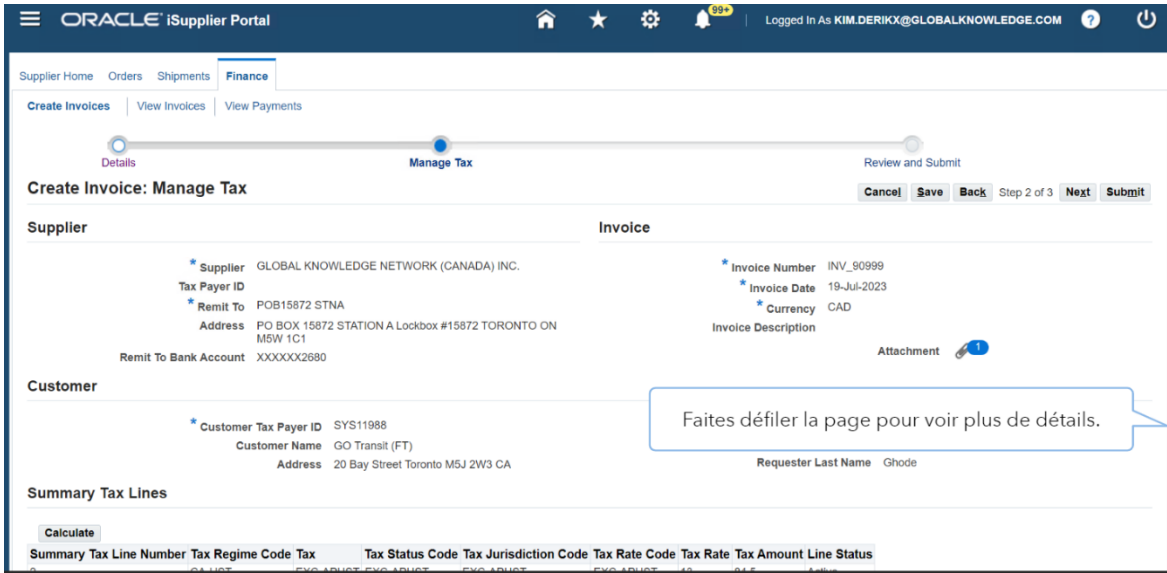 ORACLE iSupplier Portal 99+ Logged In As KIM.DERIKX@GLOBALKNOWLEDGE.COM ?
Supplier Home Orders Shipments Finance
Create Invoices View Invoices View Payments
Details Manage Tax Review and Submit
Create Invoice: Manage Tax Cancel Save Back Step 2 of 3 Next Submit
Supplier Invoice
* Supplier GLOBAL KNOWLEDGE NETWORK (CANADA) INC.
Tax Payer ID
* Remit To POB15872 STNA
Address PO BOX 15872 STATION A Lockbox #15872 TORONTO ON
M5W 1C1
Remit To Bank Account XXXXXX2680
* Invoice Number INV_90999
* Invoice Date 19-Jul-2023
* Currency CAD
Invoice Description
Attachment 1
Customer
* Customer Tax Payer ID SYS11988
Customer Name GO Transit (FT)
Address 20 Bay Street Toronto M5J 2W3 CA
Faites défiler la page pour voir plus de détails.
Requester Last Name Ghode
Summary Tax Lines
Calculate
Summary Tax Line Number Tax Regime Code Tax Tax Status Code Tax Jurisdiction Code Tax Rate Code Tax Rate Tax Amount Line Status